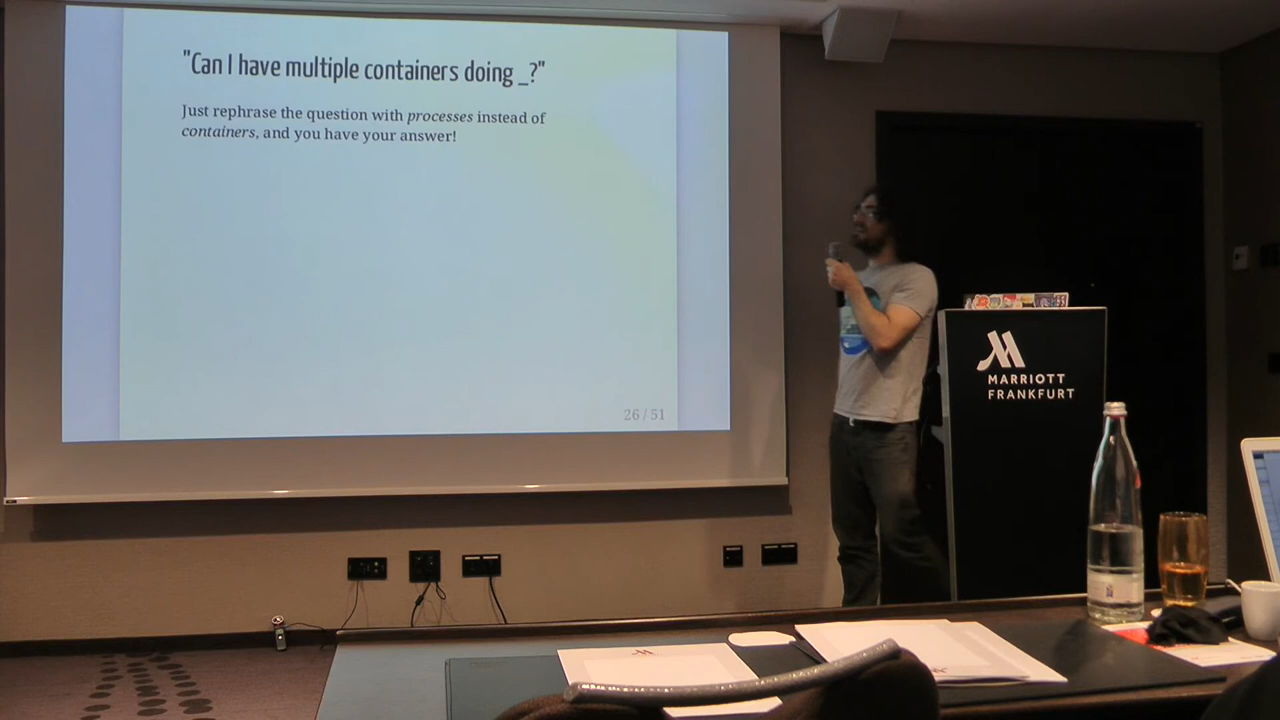 "Can I have multiple containers doing _?"
Just rephrase the question with processes instead of
containers, and you have your answer!
26 / 51
MARRIOTT
FRANKFURT